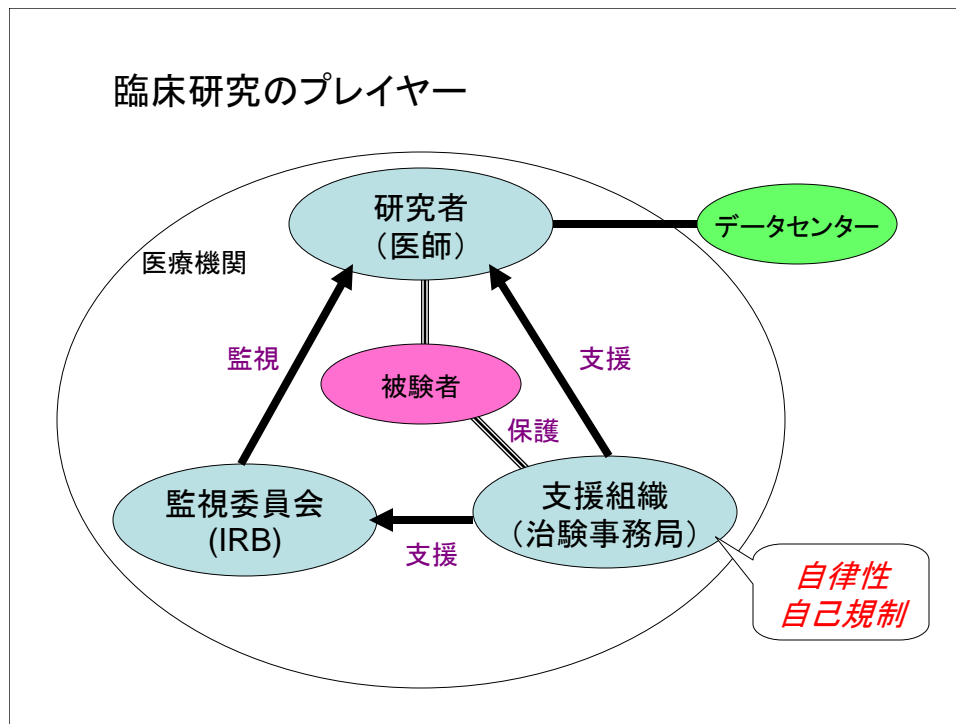 臨床研究のプレイヤー
研究者
（医師）
データセンター
医療機関
監視
支援
被験者
保護
監視委員会
(IRB)
支援組織
（治験事務局）
支援
自律性
自己規制